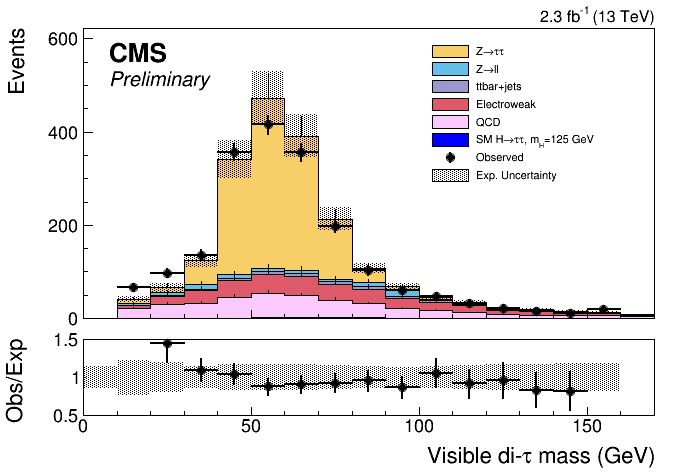 2.3 fb⁻¹ (13 TeV)
Events
CMS
Preliminary
Z→ττ
Z→ll
ttbar+jets
Electroweak
QCD
SM H→ττ, m_H=125 GeV
Observed
Exp. Uncertainty
600
400
200
0
Obs/Exp
1.5
1
0.5
0 50 100 150
Visible di-τ mass (GeV)